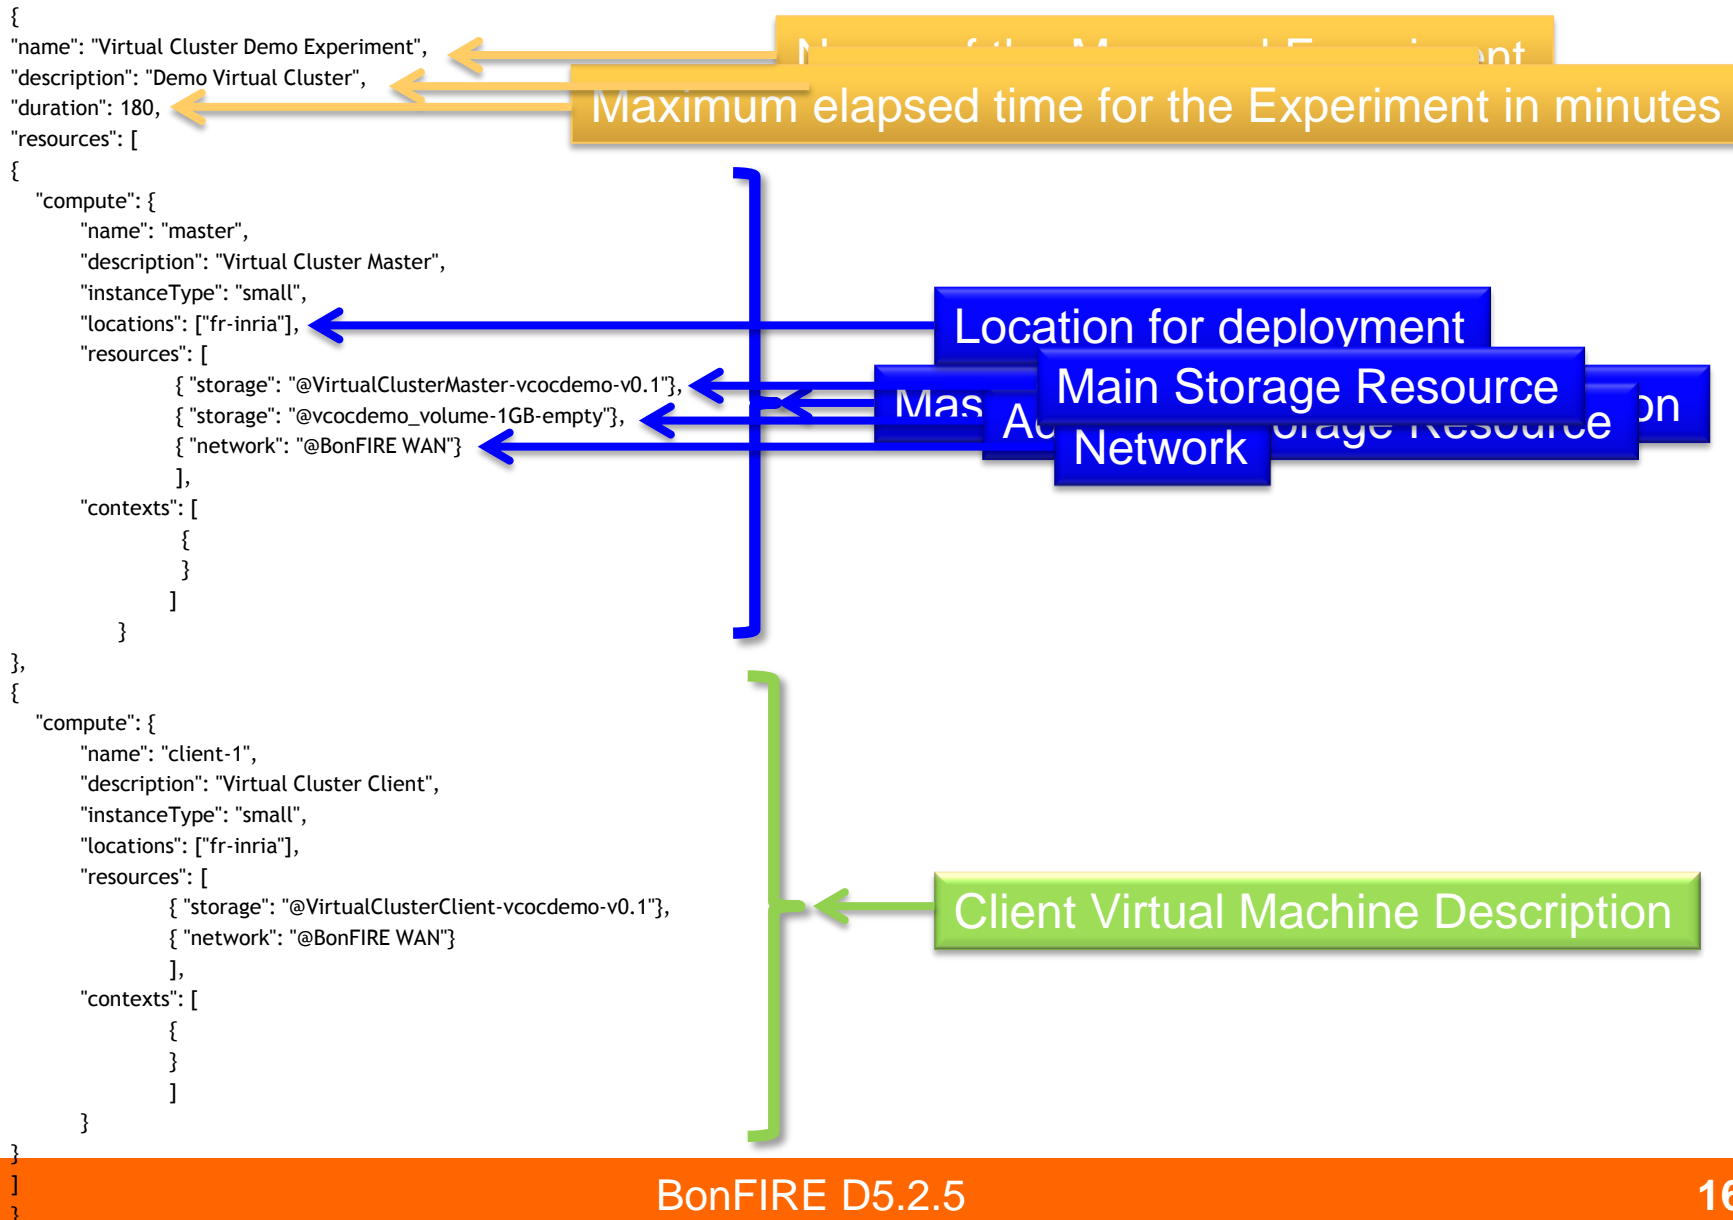 {
"name": "Virtual Cluster Demo Experiment",
"description": "Demo Virtual Cluster",
Maximum elapsed time for the Experiment in minutes
"duration": 180,
"resources": [
{
"compute": {
"name": "master",
"description": "Virtual Cluster Master",
"instanceType": "small",
"locations": ["fr-inria"],
Location for deployment
"resources": [
{ "storage": "@VirtualClusterMaster-vcocdemo-v0.1"},
Main Storage Resource
{ "storage": "@vcocdemo_volume-1GB-empty"},
Storage Resource
{ "network": "@BonFIRE WAN"}
Network
],
"contexts": [
{
}
]
}
},
{
"compute": {
"name": "client-1",
"description": "Virtual Cluster Client",
"instanceType": "small",
"locations": ["fr-inria"],
"resources": [
{ "storage": "@VirtualClusterClient-vcocdemo-v0.1"},
Client Virtual Machine Description
{ "network": "@BonFIRE WAN"}
],
"contexts": [
{
}
]
}
}
]
}
BonFIRE D5.2.5
16